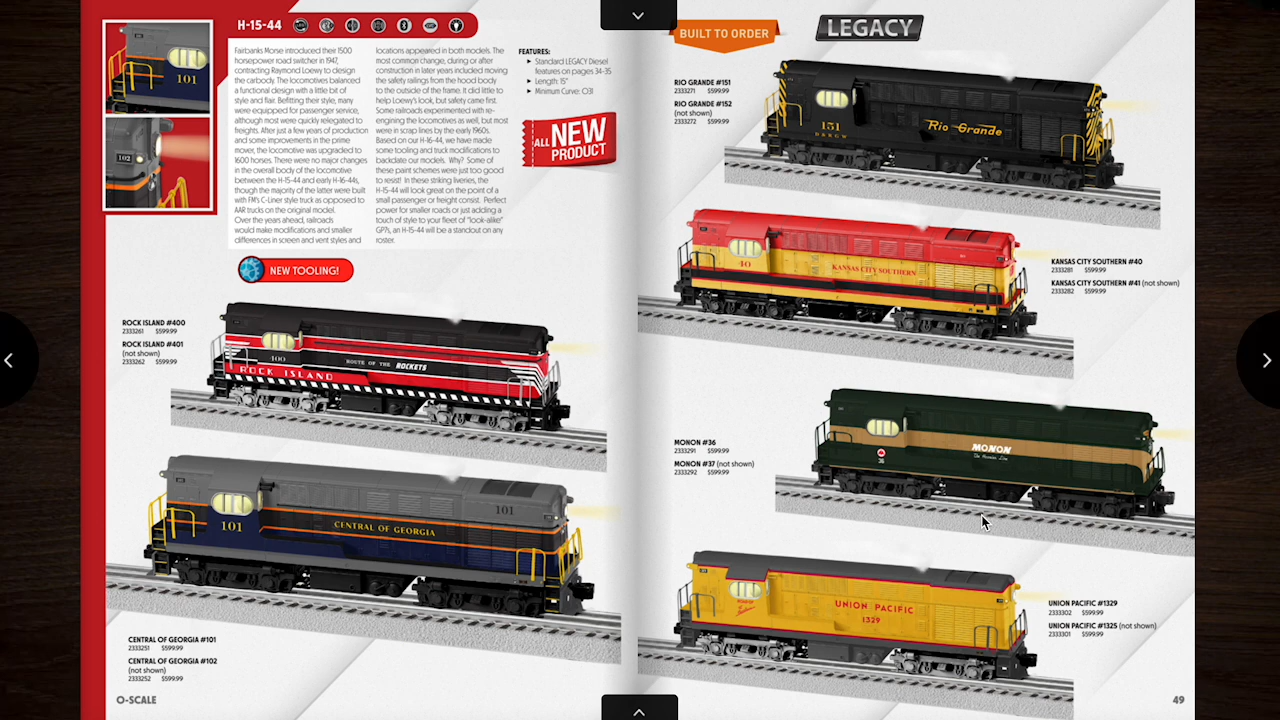 H-15-44
Fairbanks Morse introduced their 1500
horsepower road switcher in 1947,
contracting Raymond Loewy to design
the carbody. The locomotives balanced
a functional design with a little bit of
style and flair. Befitting their style, many
were equipped for passenger service,
although most were quickly relegated to
freights. After just a few years of production
and some improvements in the prime
mover, the locomotive was upgraded to
1600 horses. There were no major changes
in the overall body of the locomotive
between the H-15-44 and early H-16-44s,
though the majority of the latter were built
with FM's C-Liner style truck as opposed to
AAR trucks on the original model.
Over the years ahead, railroads
would make modifications and smaller
differences in screen and vent styles and
locations appeared in both models. The
most common change, during or after
construction in later years included moving
the safety railings from the hood body
to the outside of the frame. It did little to
help Loewy's look, but safety came first.
Some railroads experimented with re-
engining the locomotives as well, but most
were in scrap lines by the early 1960s.
Based on our H-16-44, we have made
some tooling and truck modifications to
backdate our models. Why? Some of
these paint schemes were just too good
to resist! In these striking liveries, the
H-15-44 will look great on the point of a
small passenger or freight consist. Perfect
power for smaller roads or just adding a
touch of style to your fleet of "look-alike"
GP7s, an H-15-44 will be a standout on any
roster.
FEATURES:
Standard LEGACY Diesel
features on pages 34-35
Length: 15"
Minimum Curve: O31
ALL NEW
PRODUCT
NEW TOOLING!
101
102
ROCK ISLAND #400
2333261 $599.99
ROCK ISLAND #401
(not shown)
2333262 $599.99
400
ROUTE OF THE ROCKETS
ROCK ISLAND
101
CENTRAL OF GEORGIA
101
CENTRAL OF GEORGIA #101
2333251 $599.99
CENTRAL OF GEORGIA #102
(not shown)
2333252 $599.99
O-SCALE
BUILT TO ORDER
LEGACY
RIO GRANDE #151
2333271 $599.99
RIO GRANDE #152
(not shown)
2333272 $599.99
151
D&RGW
Rio Grande
40
KANSAS CITY SOUTHERN
KANSAS CITY SOUTHERN #40
2333281 $599.99
KANSAS CITY SOUTHERN #41 (not shown)
2333282 $599.99
MONON #36
2333291 $599.99
MONON #37 (not shown)
2333292 $599.99
36
MONON
The Hoosier Line
UNION PACIFIC
1329
UNION PACIFIC #1329
2333302 $599.99
UNION PACIFIC #1325 (not shown)
2333301 $599.99
49